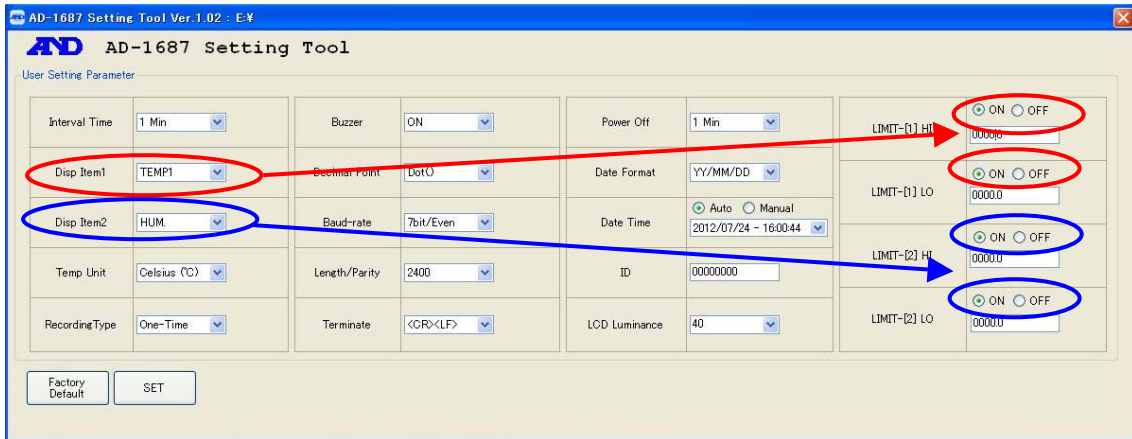 AD-1687 Setting Tool Ver.1.02 : E:¥
AND AD-1687 Setting Tool
User Setting Parameter
Interval Time 1 Min
Disp Item1 TEMP1
Disp Item2 HUM.
Temp Unit Celsius (℃)
RecordingType One-Time
Buzzer ON
Decimal Point Dot()
Baud-rate 7bit/Even
Length/Parity 2400
Terminate <CR><LF>
Power Off 1 Min
Date Format YY/MM/DD
Date Time Auto Manual
2012/07/24 - 16:00:44
ID 00000000
LCD Luminance 40
LIMIT-[1] HI ON OFF
0000.0
LIMIT-[1] LO ON OFF
0000.0
LIMIT-[2] HI ON OFF
0000.0
LIMIT-[2] LO ON OFF
0000.0
Factory
Default
SET